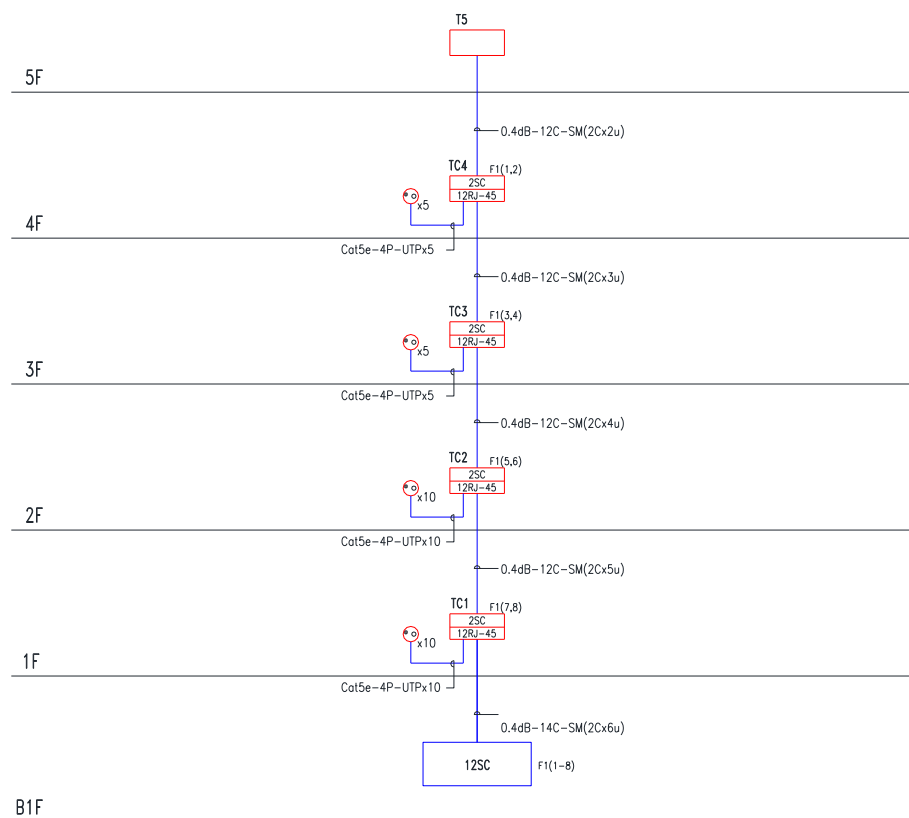 T5
5F
0.4dB-12C-SM(2Cx2u)
TC4
F1(1,2)
2SC
12RJ-45
x5
4F
Cat5e-4P-UTPx5
0.4dB-12C-SM(2Cx3u)
TC3
F1(3,4)
2SC
12RJ-45
x5
3F
Cat5e-4P-UTPx5
0.4dB-12C-SM(2Cx4u)
TC2
F1(5,6)
2SC
12RJ-45
x10
2F
Cat5e-4P-UTPx10
0.4dB-12C-SM(2Cx5u)
TC1
F1(7,8)
2SC
12RJ-45
x10
1F
Cat5e-4P-UTPx10
0.4dB-14C-SM(2Cx6u)
12SC
F1(1-8)
B1F